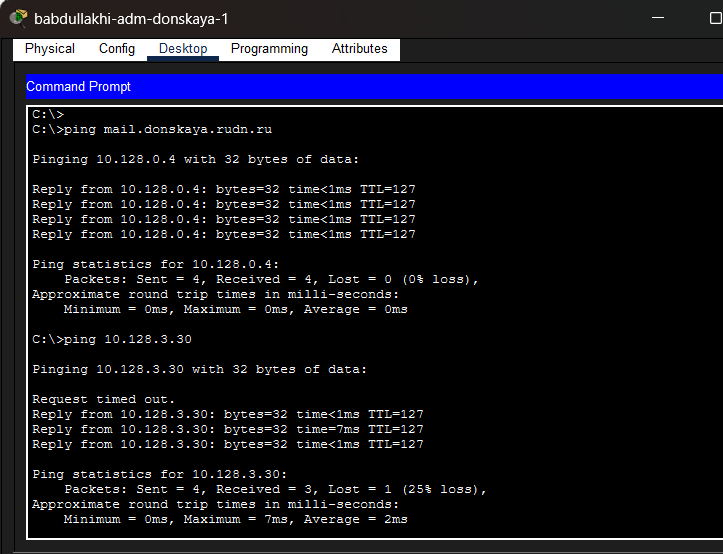 babdullakhi-adm-donskaya-1
Physical Config Desktop Programming Attributes
Command Prompt
C:\>
C:\>ping mail.donskaya.rudn.ru
Pinging 10.128.0.4 with 32 bytes of data:
Reply from 10.128.0.4: bytes=32 time<1ms TTL=127
Reply from 10.128.0.4: bytes=32 time<1ms TTL=127
Reply from 10.128.0.4: bytes=32 time<1ms TTL=127
Reply from 10.128.0.4: bytes=32 time<1ms TTL=127
Ping statistics for 10.128.0.4:
    Packets: Sent = 4, Received = 4, Lost = 0 (0% loss),
Approximate round trip times in milli-seconds:
    Minimum = 0ms, Maximum = 0ms, Average = 0ms
C:\>ping 10.128.3.30
Pinging 10.128.3.30 with 32 bytes of data:
Request timed out.
Reply from 10.128.3.30: bytes=32 time<1ms TTL=127
Reply from 10.128.3.30: bytes=32 time=7ms TTL=127
Reply from 10.128.3.30: bytes=32 time<1ms TTL=127
Ping statistics for 10.128.3.30:
    Packets: Sent = 4, Received = 3, Lost = 1 (25% loss),
Approximate round trip times in milli-seconds:
    Minimum = 0ms, Maximum = 7ms, Average = 2ms